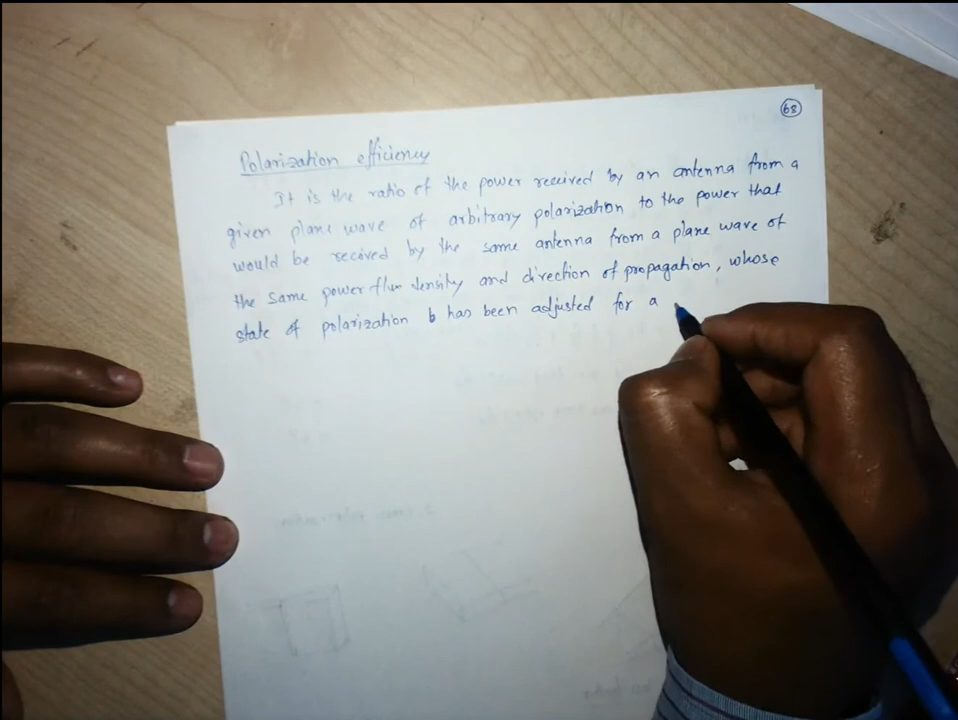 68
Polarization efficiency
It is the ratio of the power received by an antenna from a
given plane wave of arbitrary polarization to the power that
would be recived by the same antenna from a plane wave of
the same power flux density and direction of propagation, whose
state of polarization b has been adjusted for a